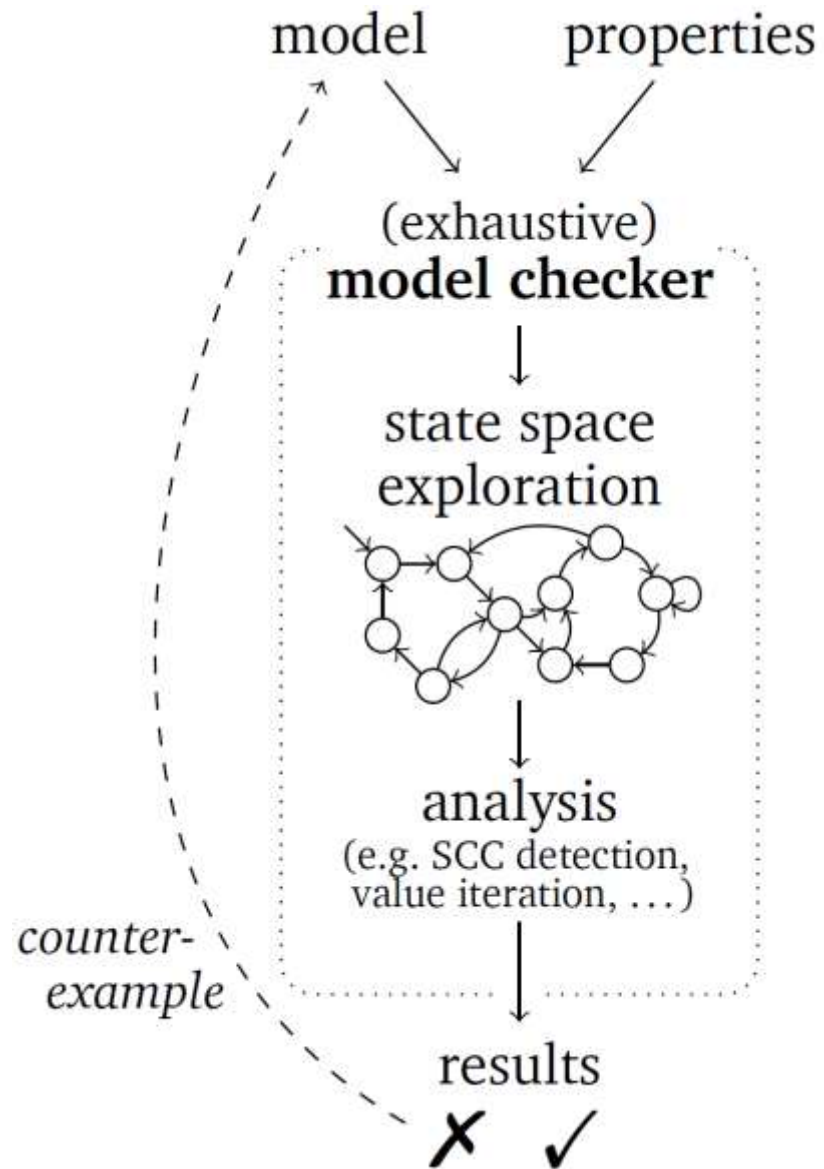 model properties
(exhaustive)
model checker
state space
exploration
analysis
(e.g. SCC detection,
value iteration, ...)
counter-
example
results
✗ ✓